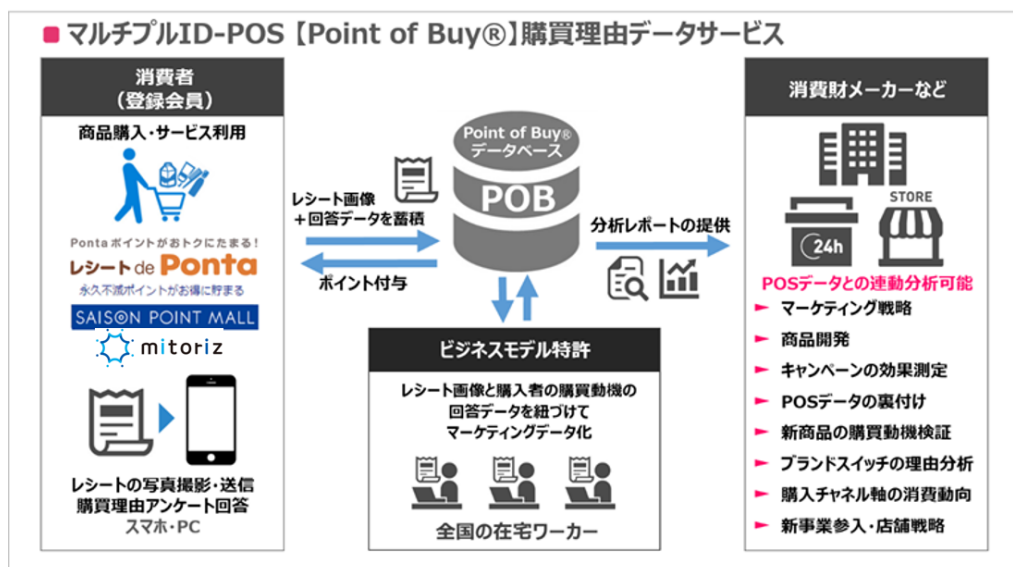 マルチプルID-POS【Point of Buy®】購買理由データサービス
消費者
（登録会員）
商品購入・サービス利用
Pontaポイントがおトクにたまる！
レシート de Ponta
永久不滅ポイントがお得に貯まる
SAISON POINT MALL
mitoriz
レシートの写真撮影・送信
購買理由アンケート回答
スマホ・PC
レシート画像
＋回答データを蓄積
ポイント付与
Point of Buy®
データベース
POB
分析レポートの提供
ビジネスモデル特許
レシート画像と購入者の購買動機の
回答データを紐づけて
マーケティングデータ化
全国の在宅ワーカー
消費財メーカーなど
STORE
24h
POSデータとの連動分析可能
► マーケティング戦略
► 商品開発
► キャンペーンの効果測定
► POSデータの裏付け
► 新商品の購買動機検証
► ブランドスイッチの理由分析
► 購入チャネル軸の消費動向
► 新事業参入・店舗戦略